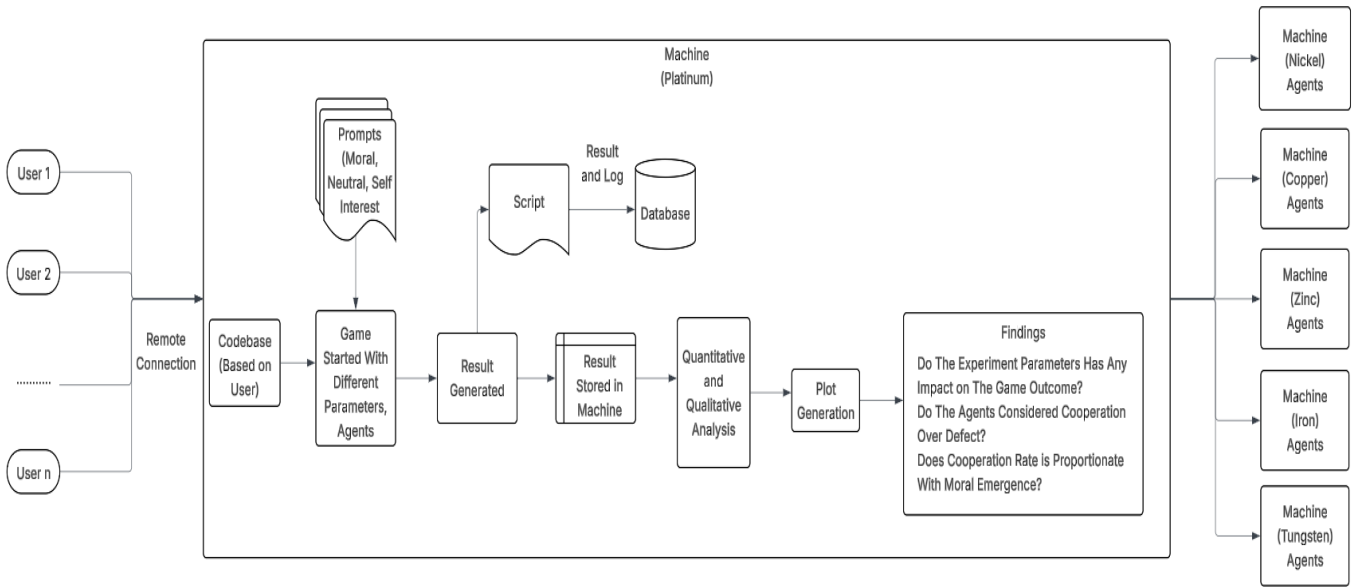 Machine
(Platinum)
User 1
User 2
............
User n
Remote
Connection
Prompts
(Moral,
Neutral, Self
Interest
Script
Result
and Log
Database
Codebase
(Based on
User)
Game
Started With
Different
Parameters,
Agents
Result
Generated
Result
Stored in
Machine
Quantitative
and
Qualitative
Analysis
Plot
Generation
Findings
Do The Experiment Parameters Has Any
Impact on The Game Outcome?
Do The Agents Considered Cooperation
Over Defect?
Does Cooperation Rate is Proportionate
With Moral Emergence?
Machine
(Nickel)
Agents
Machine
(Copper)
Agents
Machine
(Zinc)
Agents
Machine
(Iron)
Agents
Machine
(Tungsten)
Agents